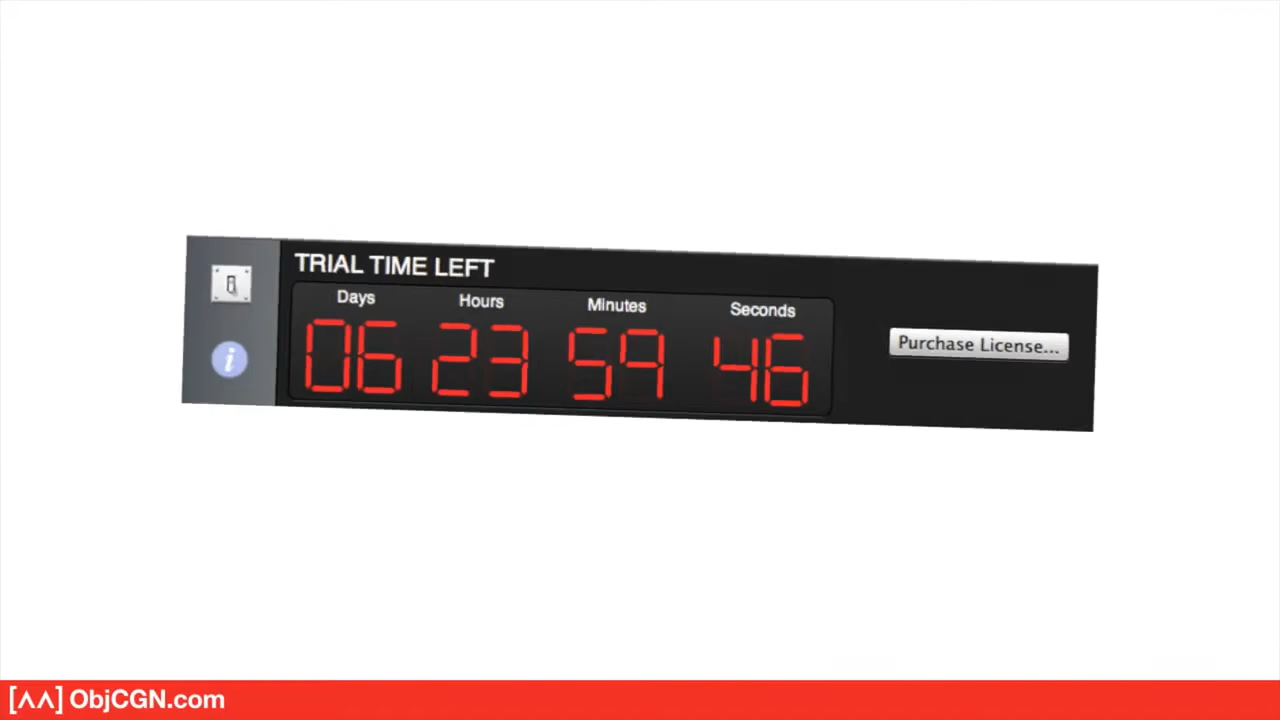 TRIAL TIME LEFT
Days Hours Minutes Seconds
06 23 59 46
Purchase License...
[ʌʌ] ObjCGN.com